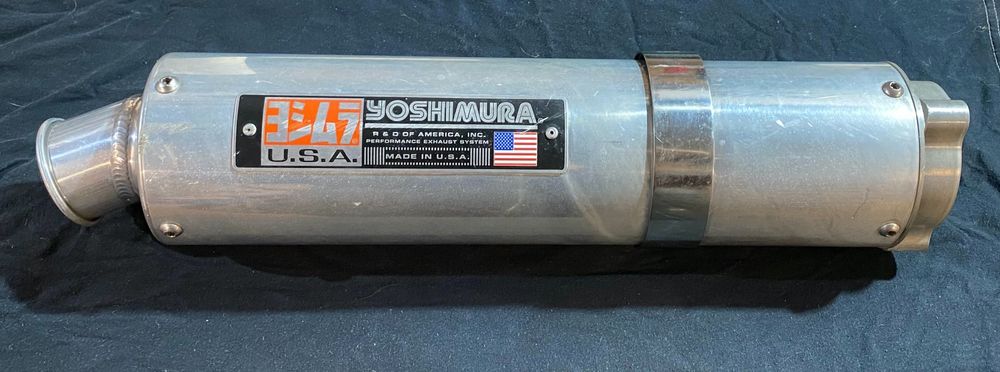 ヨシムラ
U.S.A.
YOSHIMURA
R & D OF AMERICA, INC.
PERFORMANCE EXHAUST SYSTEM
MADE IN U.S.A.